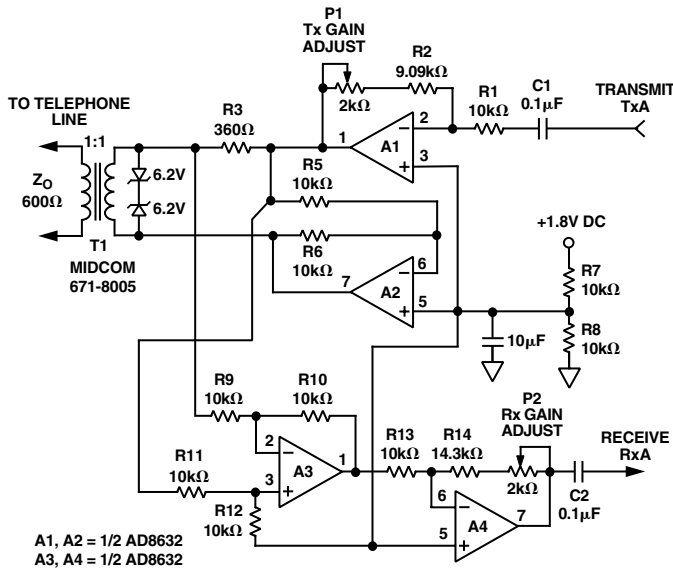 P1
Tx GAIN
ADJUST
2kΩ
R2
9.09kΩ
R1
10kΩ
C1
0.1μF
TRANSMIT
TxA
TO TELEPHONE
LINE
1:1
ZO
600Ω
6.2V
6.2V
T1
MIDCOM
671-8005
R3
360Ω
1
2
3
A1
R5
10kΩ
R6
10kΩ
6
7
5
A2
+1.8V DC
R7
10kΩ
10μF
R8
10kΩ
R9
10kΩ
R10
10kΩ
2
1
3
A3
R11
10kΩ
R12
10kΩ
R13
10kΩ
R14
14.3kΩ
P2
Rx GAIN
ADJUST
2kΩ
6
7
5
A4
RECEIVE
RxA
C2
0.1μF
A1, A2 = 1/2 AD8632
A3, A4 = 1/2 AD8632